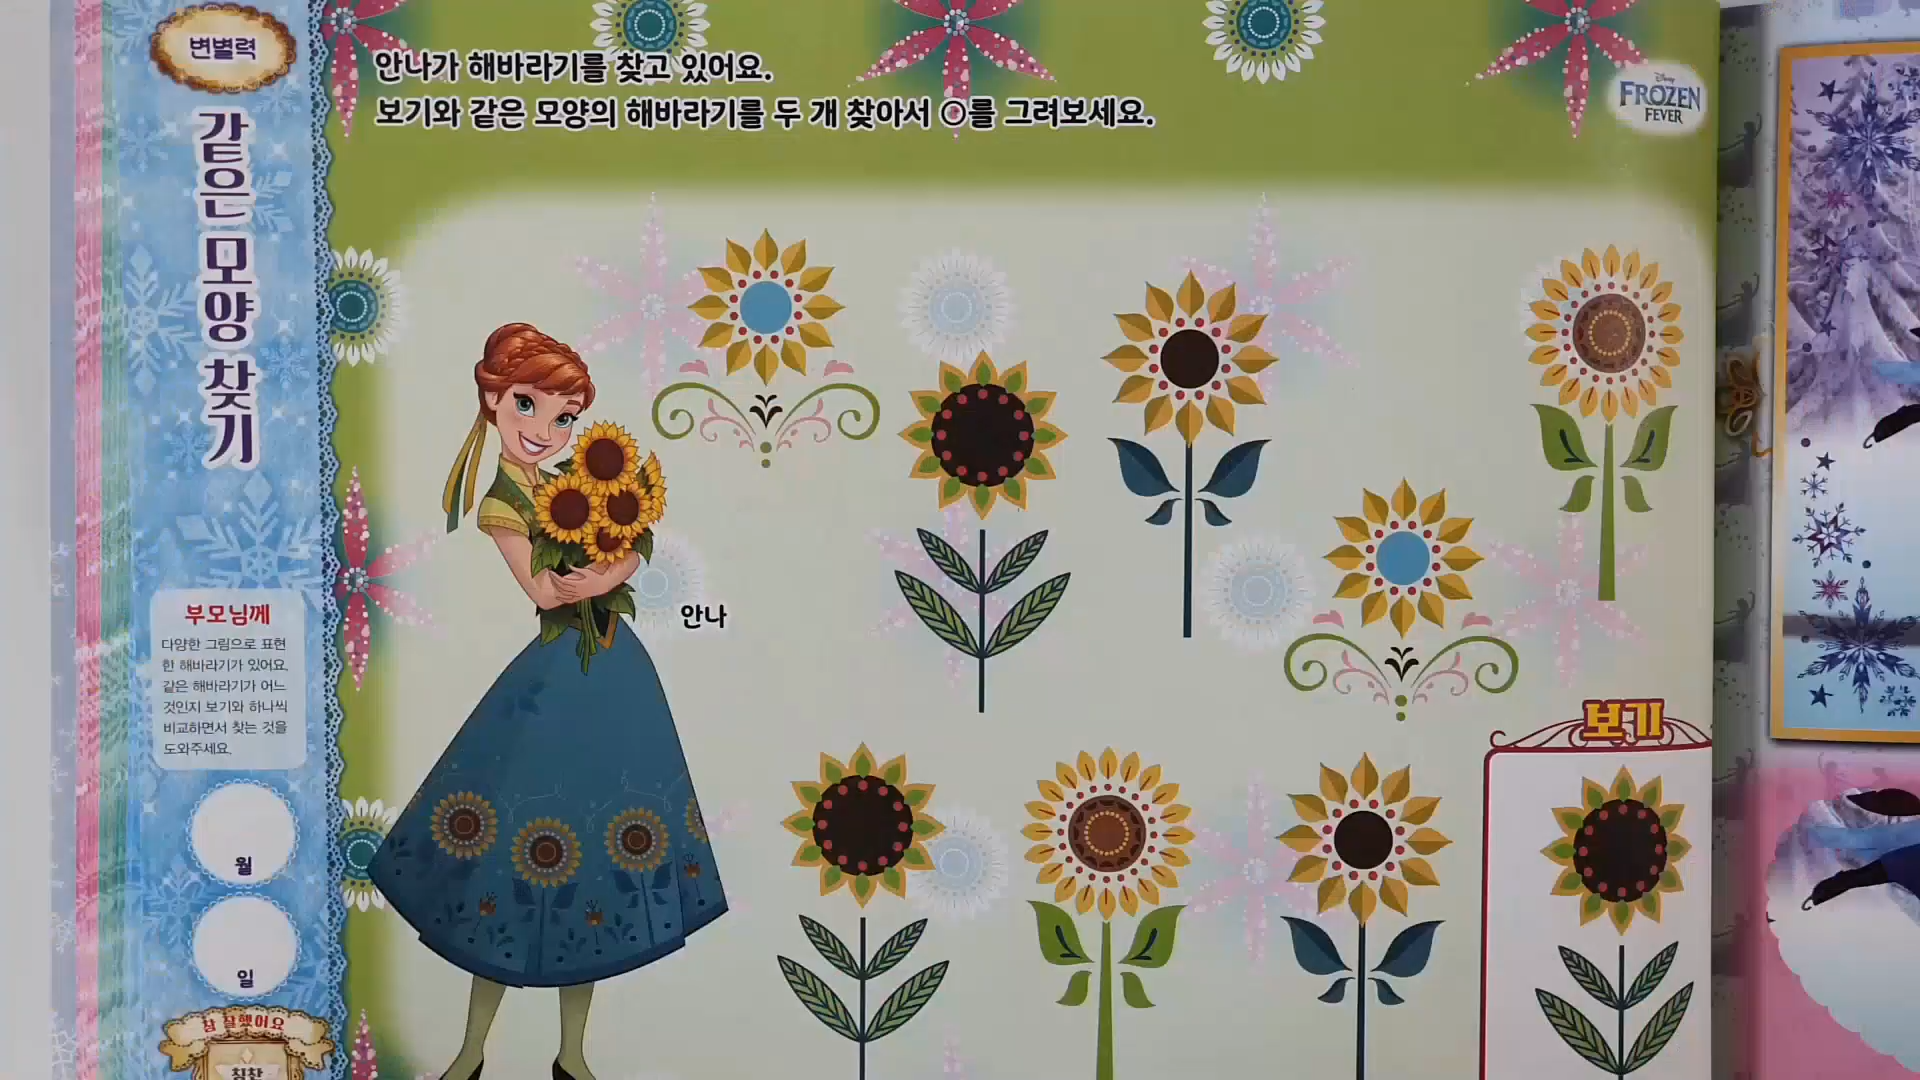 변별력
같은 모양 찾기
안나가 해바라기를 찾고 있어요.
보기와 같은 모양의 해바라기를 두 개 찾아서 ○를 그려보세요.
Disney
FROZEN
FEVER
안나
보기
부모님께
다양한 그림으로 표현
한 해바라기가 있어요.
같은 해바라기가 어느
것인지 보기와 하나씩
비교하면서 찾는 것을
도와주세요.
월
일
참 잘했어요
칭찬